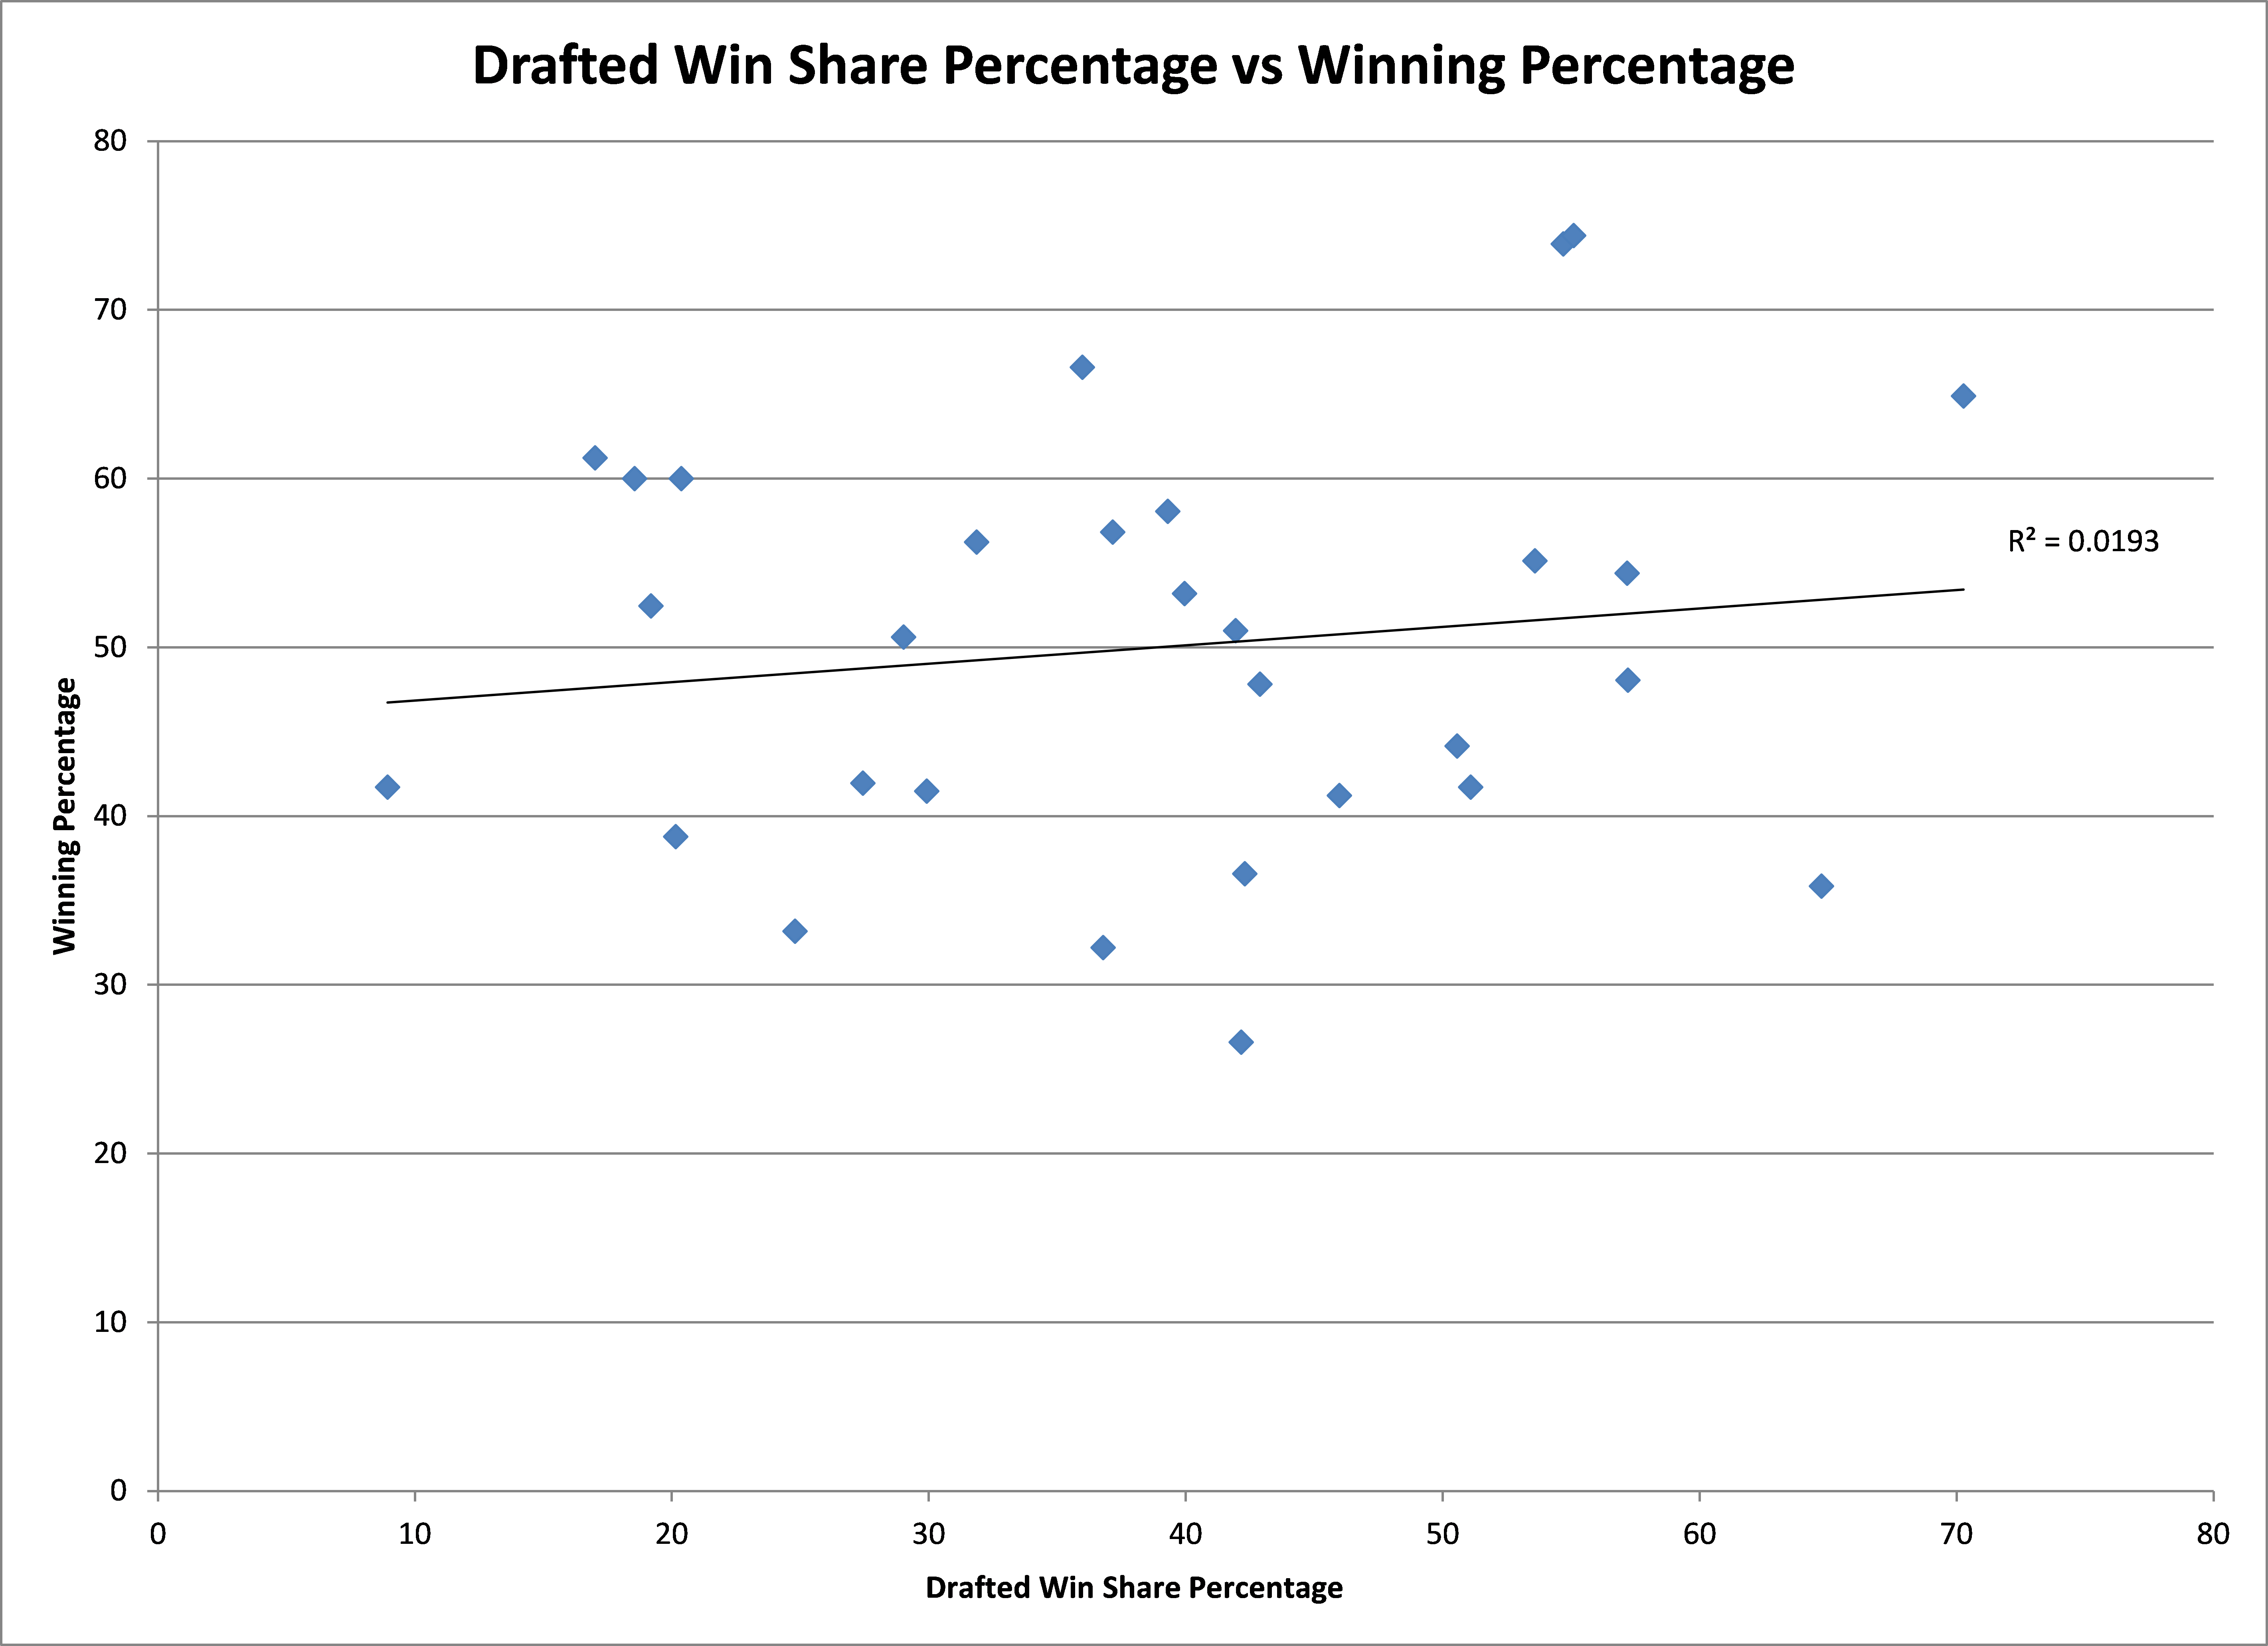 Drafted Win Share Percentage vs Winning Percentage
80
70
60
50
40
30
20
10
0
Winning Percentage
R² = 0.0193
0 10 20 30 40 50 60 70 80
Drafted Win Share Percentage